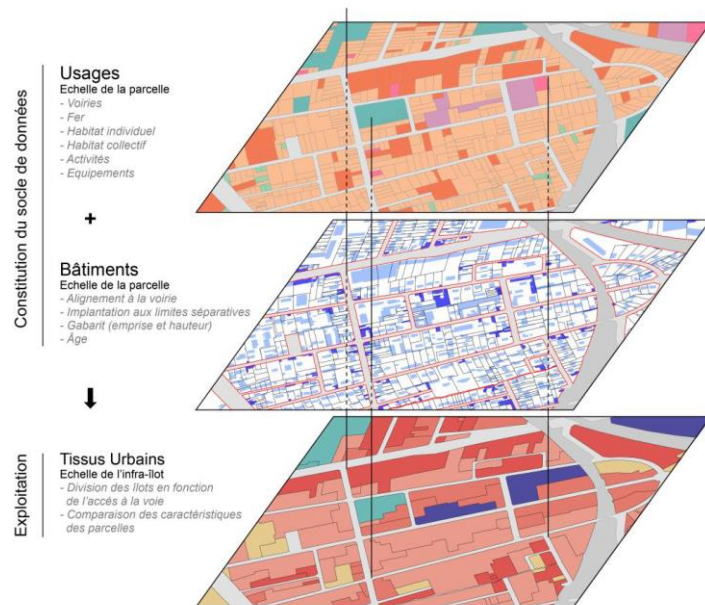 Constitution du socle de données
Usages
Echelle de la parcelle
- Voiries
- Fer
- Habitat individuel
- Habitat collectif
- Activités
- Equipements
+
Bâtiments
Echelle de la parcelle
- Alignement à la voirie
- Implantation aux limites séparatives
- Gabarit (emprise et hauteur)
- Âge
Exploitation
Tissus Urbains
Echelle de l'infra-îlot
- Division des îlots en fonction
de l'accès à la voie
- Comparaison des caractéristiques
des parcelles